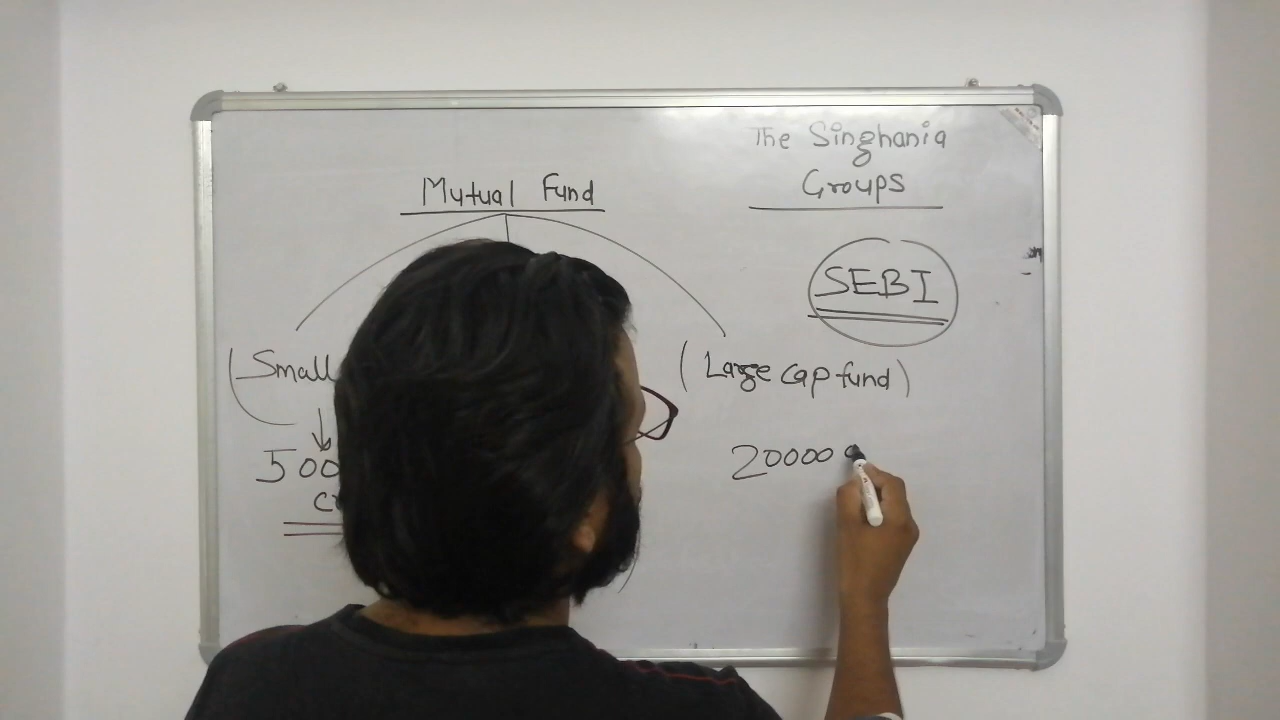 The Singhania
Groups
Mutual Fund
SEBI
(Small
(Large cap fund)
500
20000